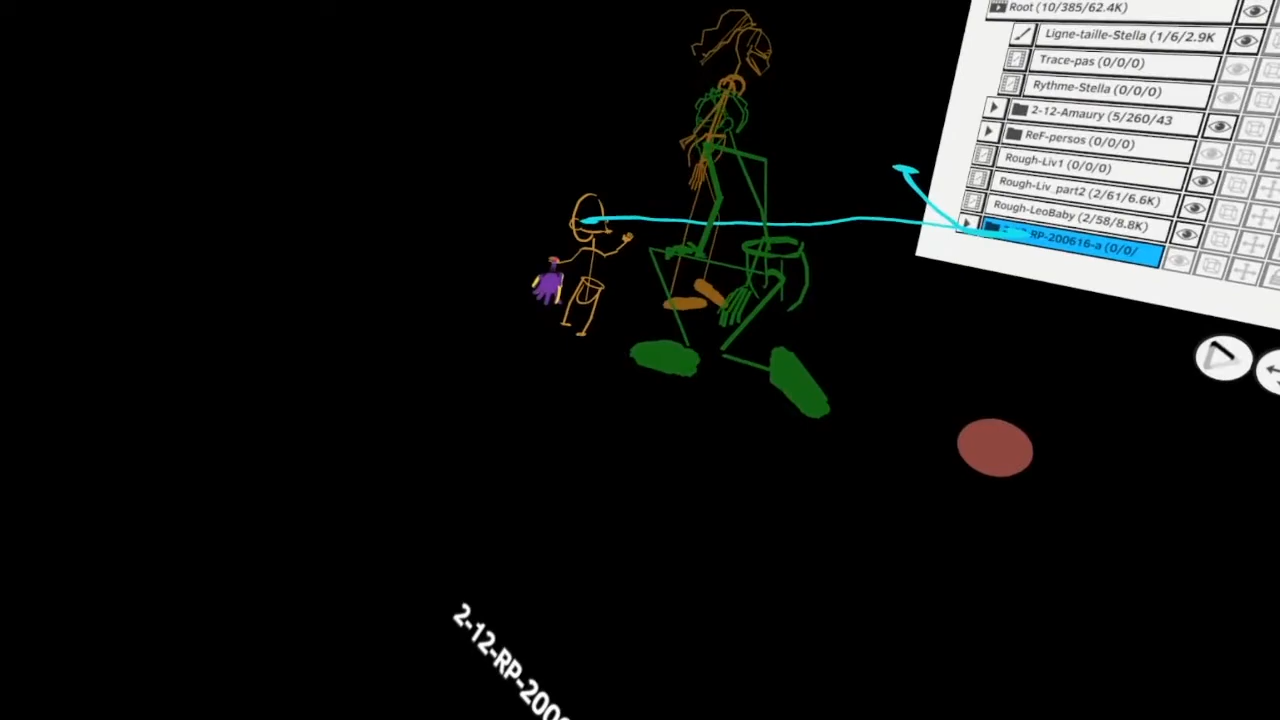 Root (10/385/62.4K)
Ligne-taille-Stella (1/6/2.9K
Trace-pas (0/0/0)
Rythme-Stella (0/0/0)
2-12-Amaury (5/260/43
ReF-persos (0/0/0)
Rough-Liv1 (0/0/0)
Rough-Liv part2 (2/61/6.6K)
Rough-LeoBaby (2/58/8.8K)
RP-200616-a (0/0/
2-12-RP-200